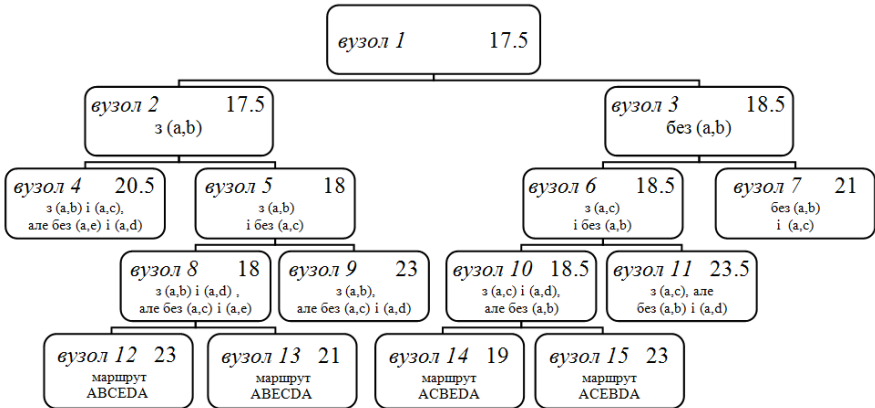 вузол 1 17.5
вузол 2 17.5
з (a,b)
вузол 3 18.5
без (a,b)
вузол 4 20.5
з (a,b) і (a,c),
але без (a,e) і (a,d)
вузол 5 18
з (a,b)
і без (a,c)
вузол 6 18.5
з (a,c)
і без (a,b)
вузол 7 21
без (a,b)
і (a,c)
вузол 8 18
з (a,b) і (a,d) ,
але без (a,c) і (a,e)
вузол 9 23
з (a,b),
але без (a,c) і (a,d)
вузол 10 18.5
з (a,c) і (a,d),
але без (a,b)
вузол 11 23.5
з (a,c), але
без (a,b) і (a,d)
вузол 12 23
маршрут
ABCEDA
вузол 13 21
маршрут
ABECDA
вузол 14 19
маршрут
ACBEDA
вузол 15 23
маршрут
ACEBDA